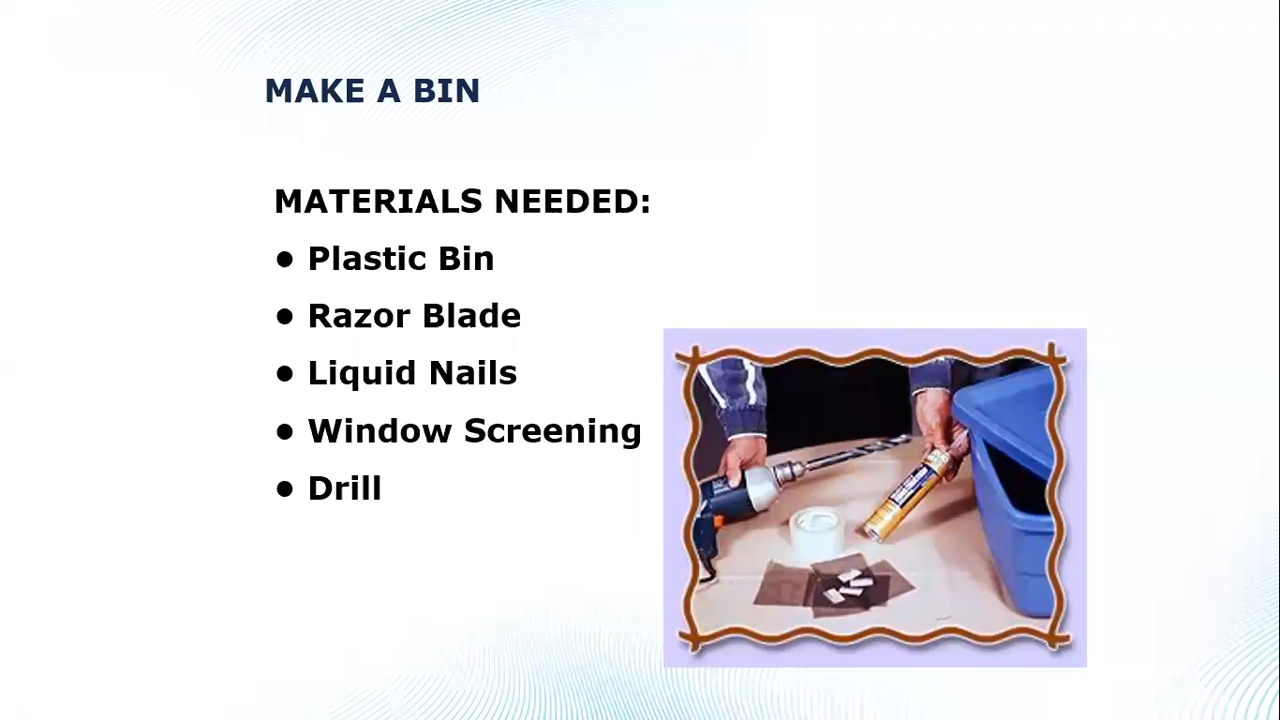 MAKE A BIN
MATERIALS NEEDED:
● Plastic Bin
● Razor Blade
● Liquid Nails
● Window Screening
● Drill